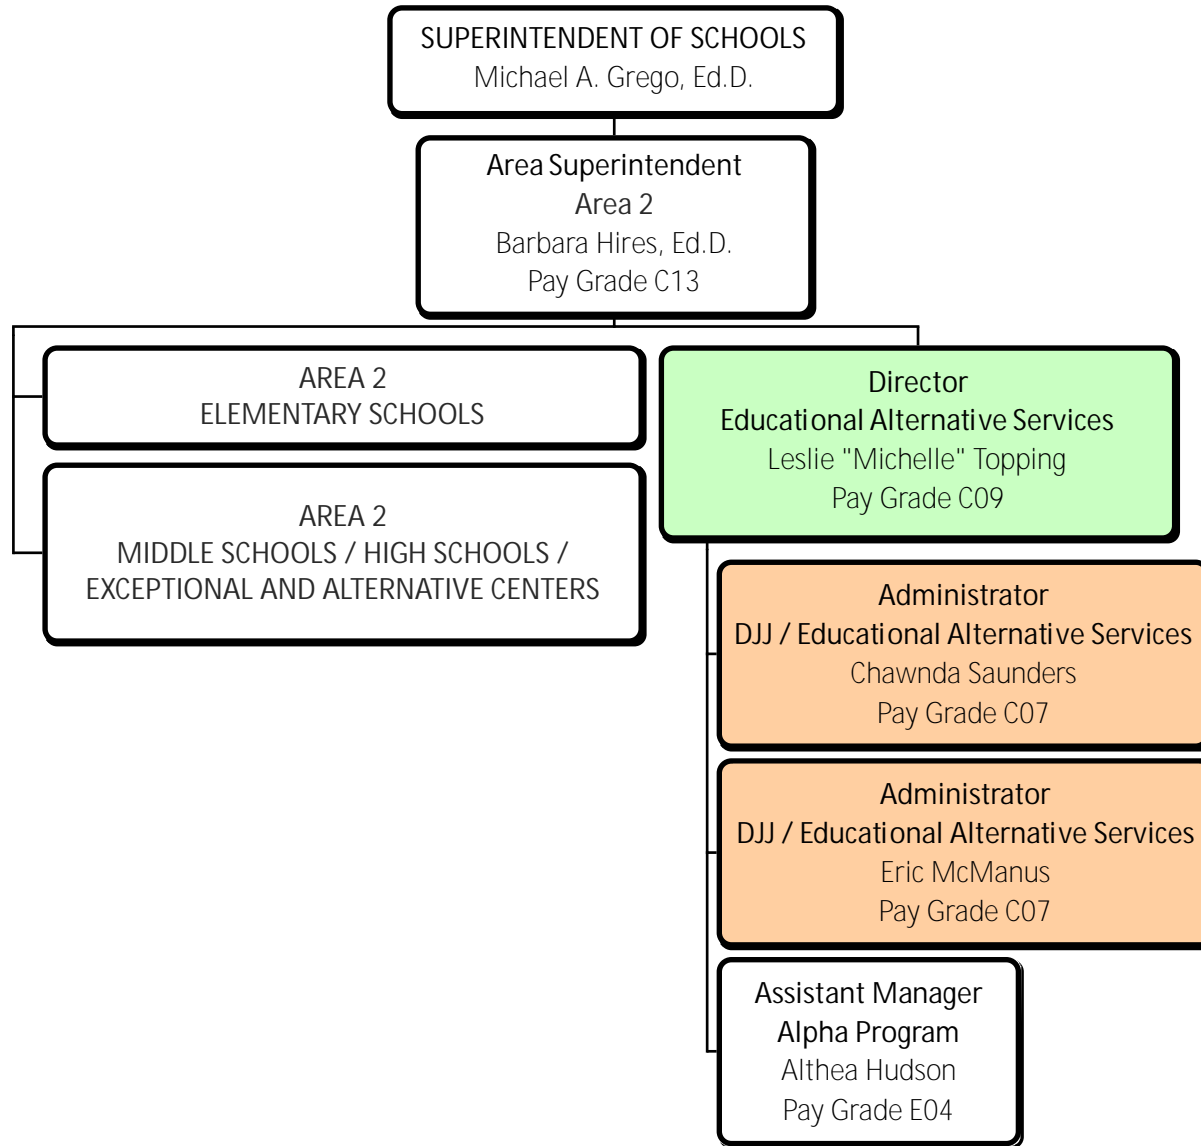 SUPERINTENDENT OF SCHOOLS
Michael A. Grego, Ed.D.
Area Superintendent
Area 2
Barbara Hires, Ed.D.
Pay Grade C13
AREA 2
ELEMENTARY SCHOOLS
AREA 2
MIDDLE SCHOOLS / HIGH SCHOOLS /
EXCEPTIONAL AND ALTERNATIVE CENTERS
Director
Educational Alternative Services
Leslie "Michelle" Topping
Pay Grade C09
Administrator
DJJ / Educational Alternative Services
Chawnda Saunders
Pay Grade C07
Administrator
DJJ / Educational Alternative Services
Eric McManus
Pay Grade C07
Assistant Manager
Alpha Program
Althea Hudson
Pay Grade E04